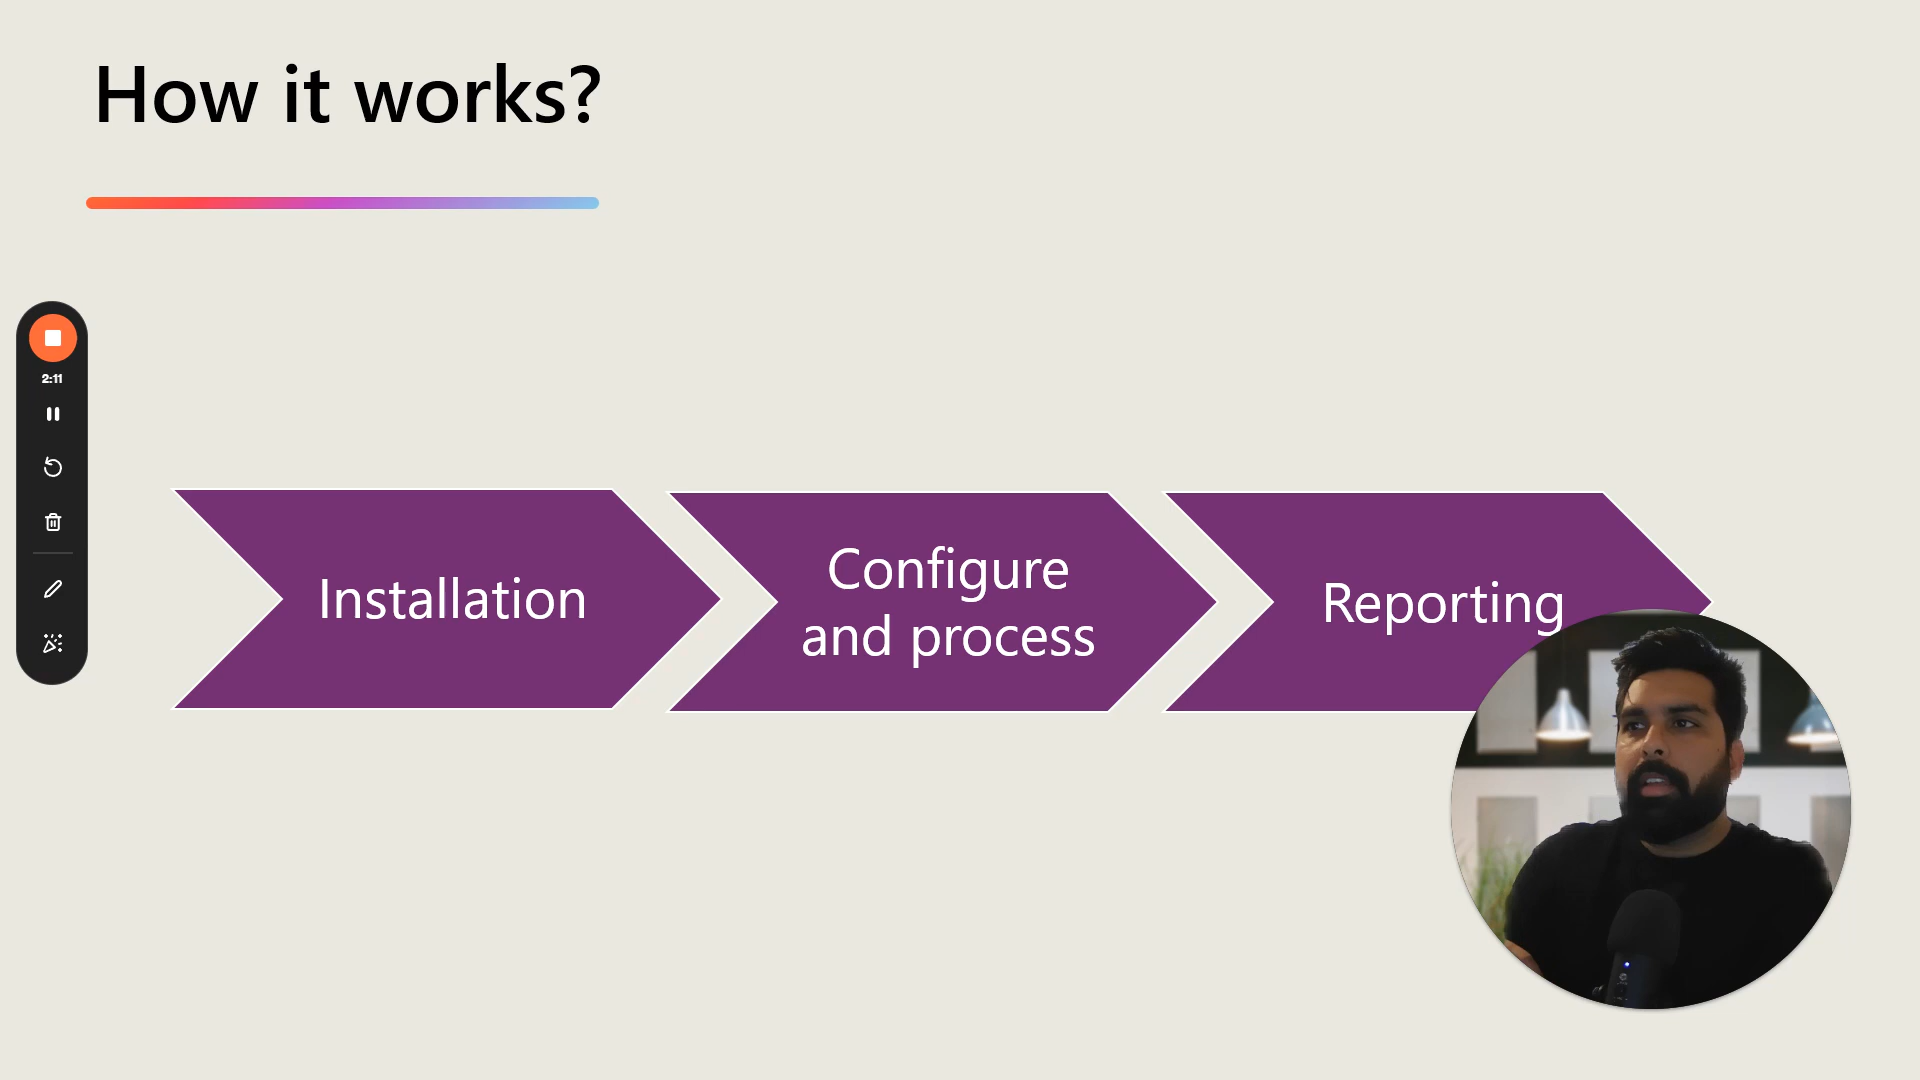 How it works?
2:11
Installation
Configure
and process
Reporting